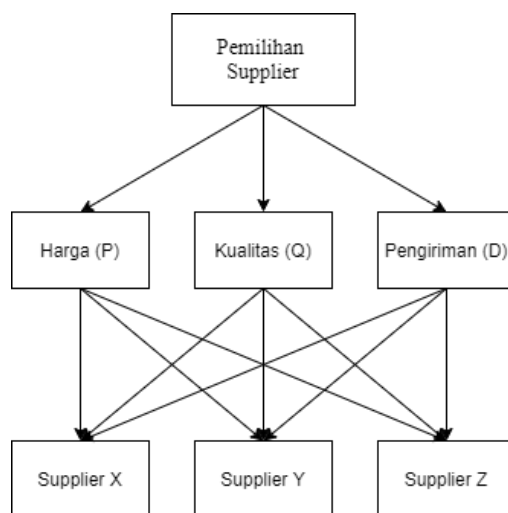 Pemilihan
Supplier
Harga (P)
Kualitas (Q)
Pengiriman (D)
Supplier X
Supplier Y
Supplier Z